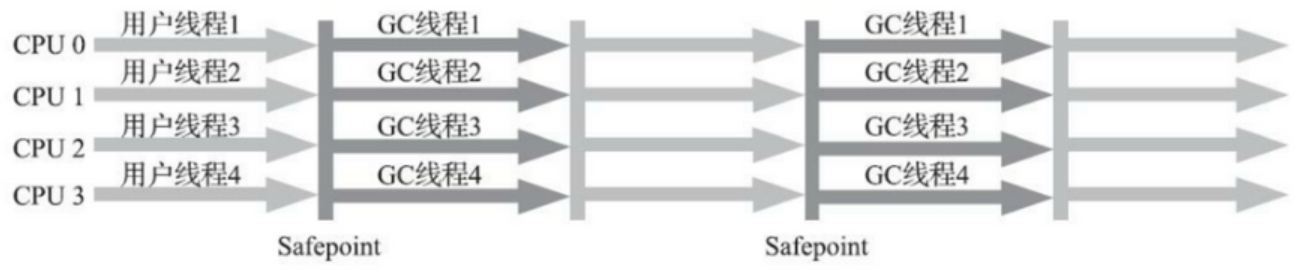 CPU 0 用户线程1 GC线程1 GC线程1
CPU 1 用户线程2 GC线程2 GC线程2
CPU 2 用户线程3 GC线程3 GC线程3
CPU 3 用户线程4 GC线程4 GC线程4
Safepoint Safepoint